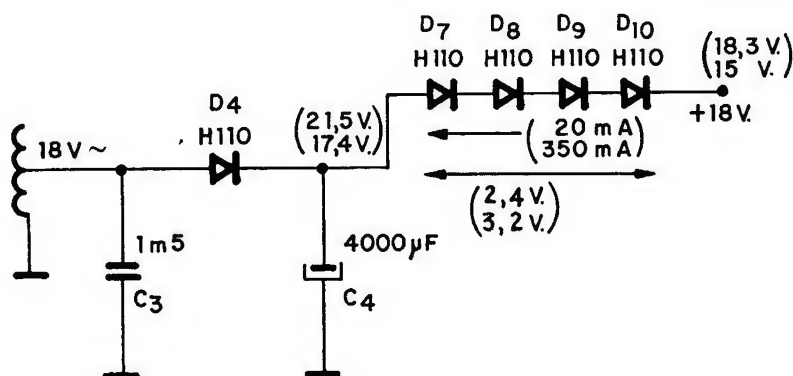 D7 D8 D9 D10
H110 H110 H110 H110
(18,3 V.
15 V.)
+18 V.
D4
H110
18V ~
(21,5 V.
17,4 V.)
(20 mA
350 mA)
(2,4 V.
3,2 V.)
1m5
C3
4000µF
C4